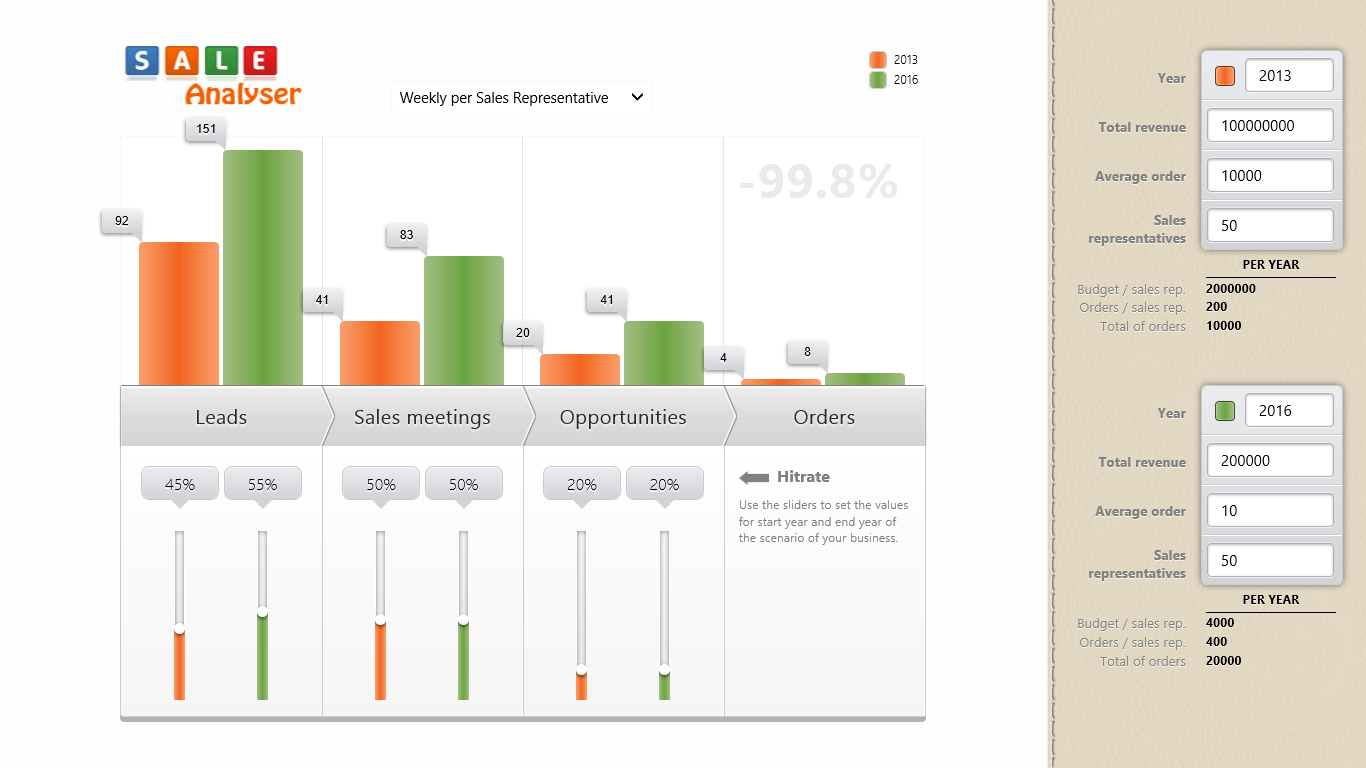 SALE
Analyser
Weekly per Sales Representative
2013
2016
-99.8%
151
92
83
41
41
20
8
4
Leads
Sales meetings
Opportunities
Orders
45%
55%
50%
50%
20%
20%
Hitrate
Use the sliders to set the values
for start year and end year of
the scenario of your business.
Year
2013
Total revenue
100000000
Average order
10000
Sales
representatives
50
PER YEAR
Budget / sales rep.
2000000
Orders / sales rep.
200
Total of orders
10000
Year
2016
Total revenue
200000
Average order
10
Sales
representatives
50
PER YEAR
Budget / sales rep.
4000
Orders / sales rep.
400
Total of orders
20000